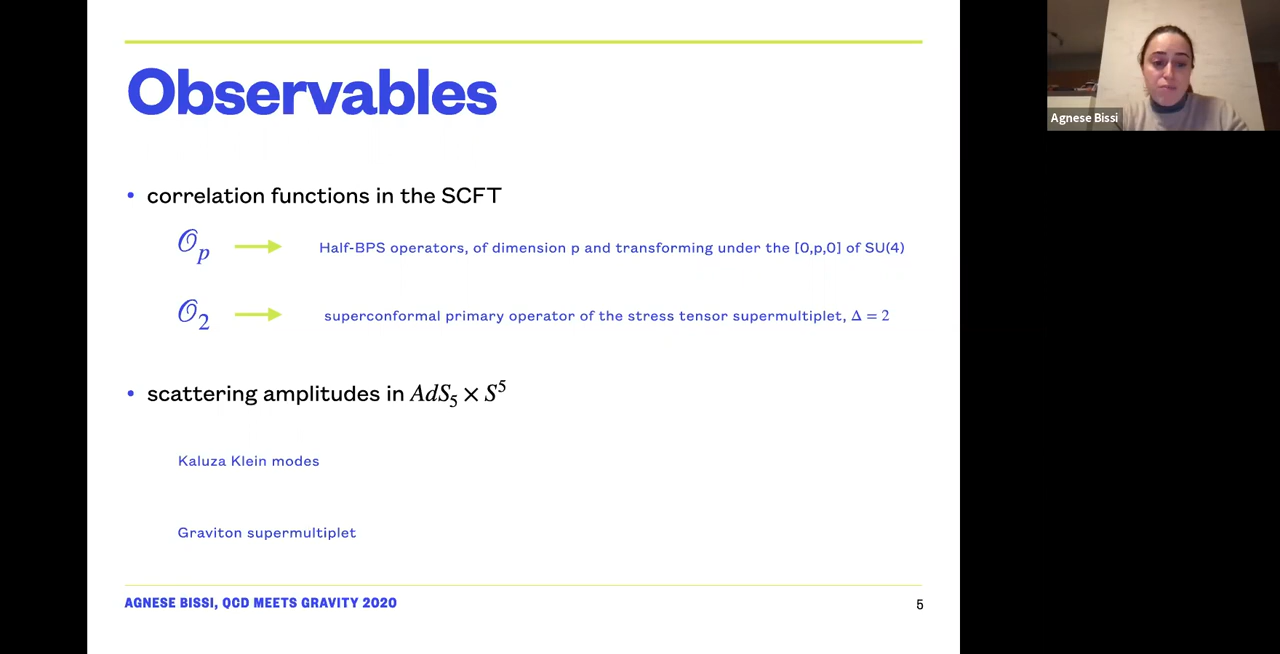 Observables
• correlation functions in the SCFT
𝒪p → Half-BPS operators, of dimension p and transforming under the [0,p,0] of SU(4)
𝒪2 → superconformal primary operator of the stress tensor supermultiplet, Δ = 2
• scattering amplitudes in AdS5 × S⁵
Kaluza Klein modes
Graviton supermultiplet
AGNESE BISSI, QCD MEETS GRAVITY 2020
5
Agnese Bissi